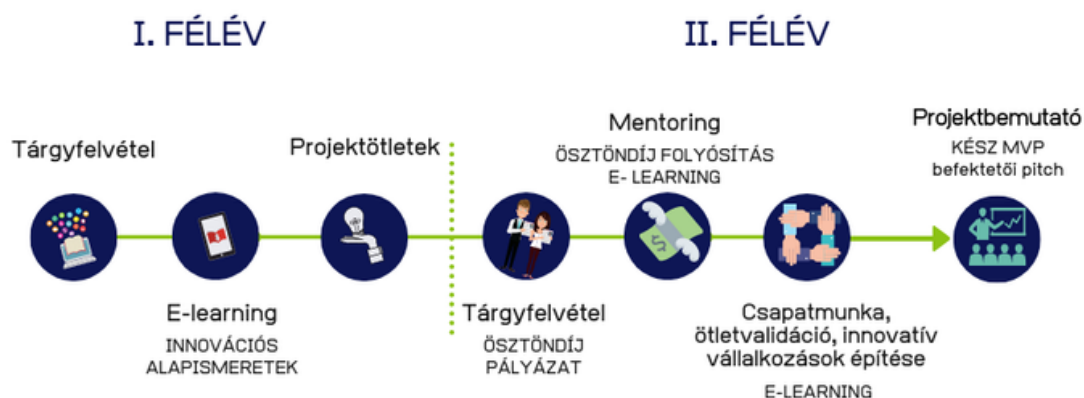 I. FÉLÉV
II. FÉLÉV
Tárgyfelvétel
E-learning
INNOVÁCIÓS
ALAPISMERETEK
Projektötletek
Tárgyfelvétel
ÖSZTÖNDÍJ
PÁLYÁZAT
Mentoring
ÖSZTÖNDÍJ FOLYÓSÍTÁS
E- LEARNING
Csapatmunka,
ötletvalidáció, innovatív
vállalkozások építése
E-LEARNING
Projektbemutató
KÉSZ MVP
befektetői pitch